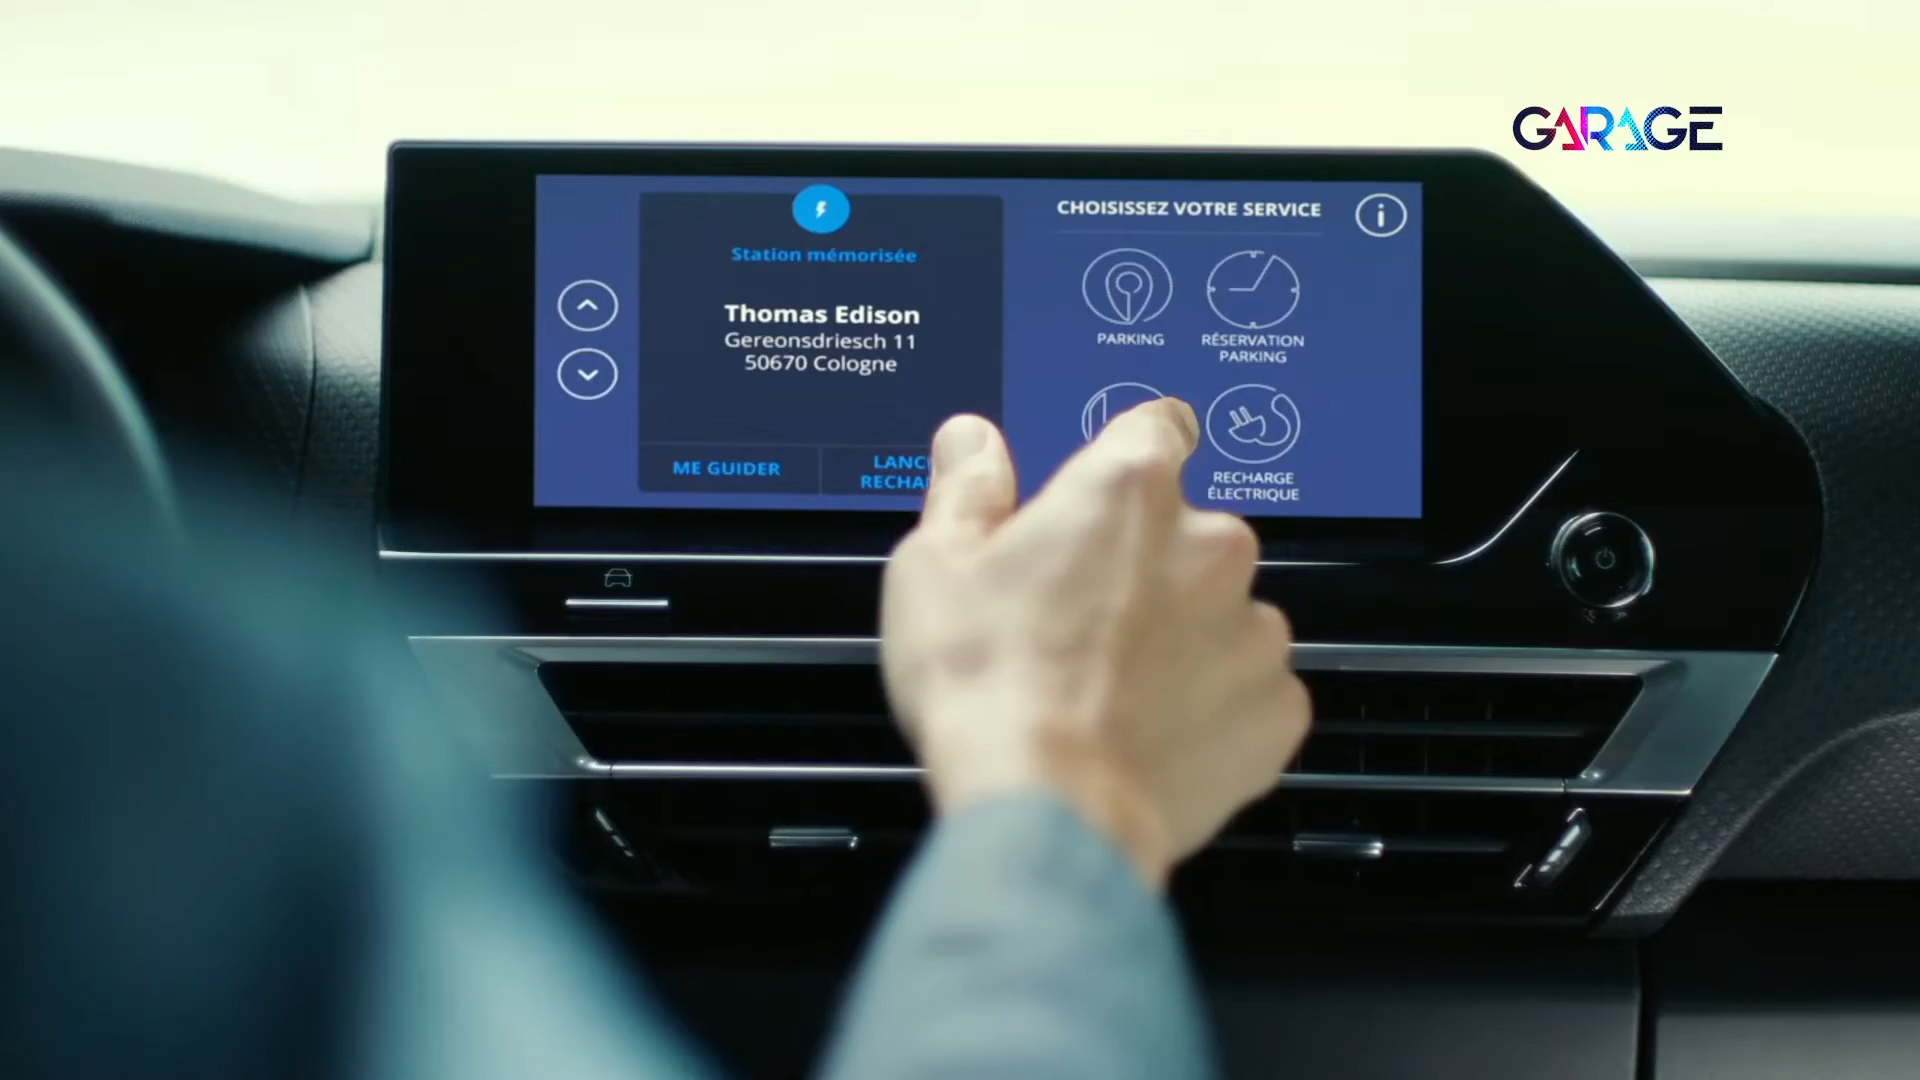 GARAGE
Station mémorisée
Thomas Edison
Gereonsdriesch 11
50670 Cologne
ME GUIDER
CHOISISSEZ VOTRE SERVICE
i
PARKING
RÉSERVATION
PARKING
RECHARGE
ÉLECTRIQUE